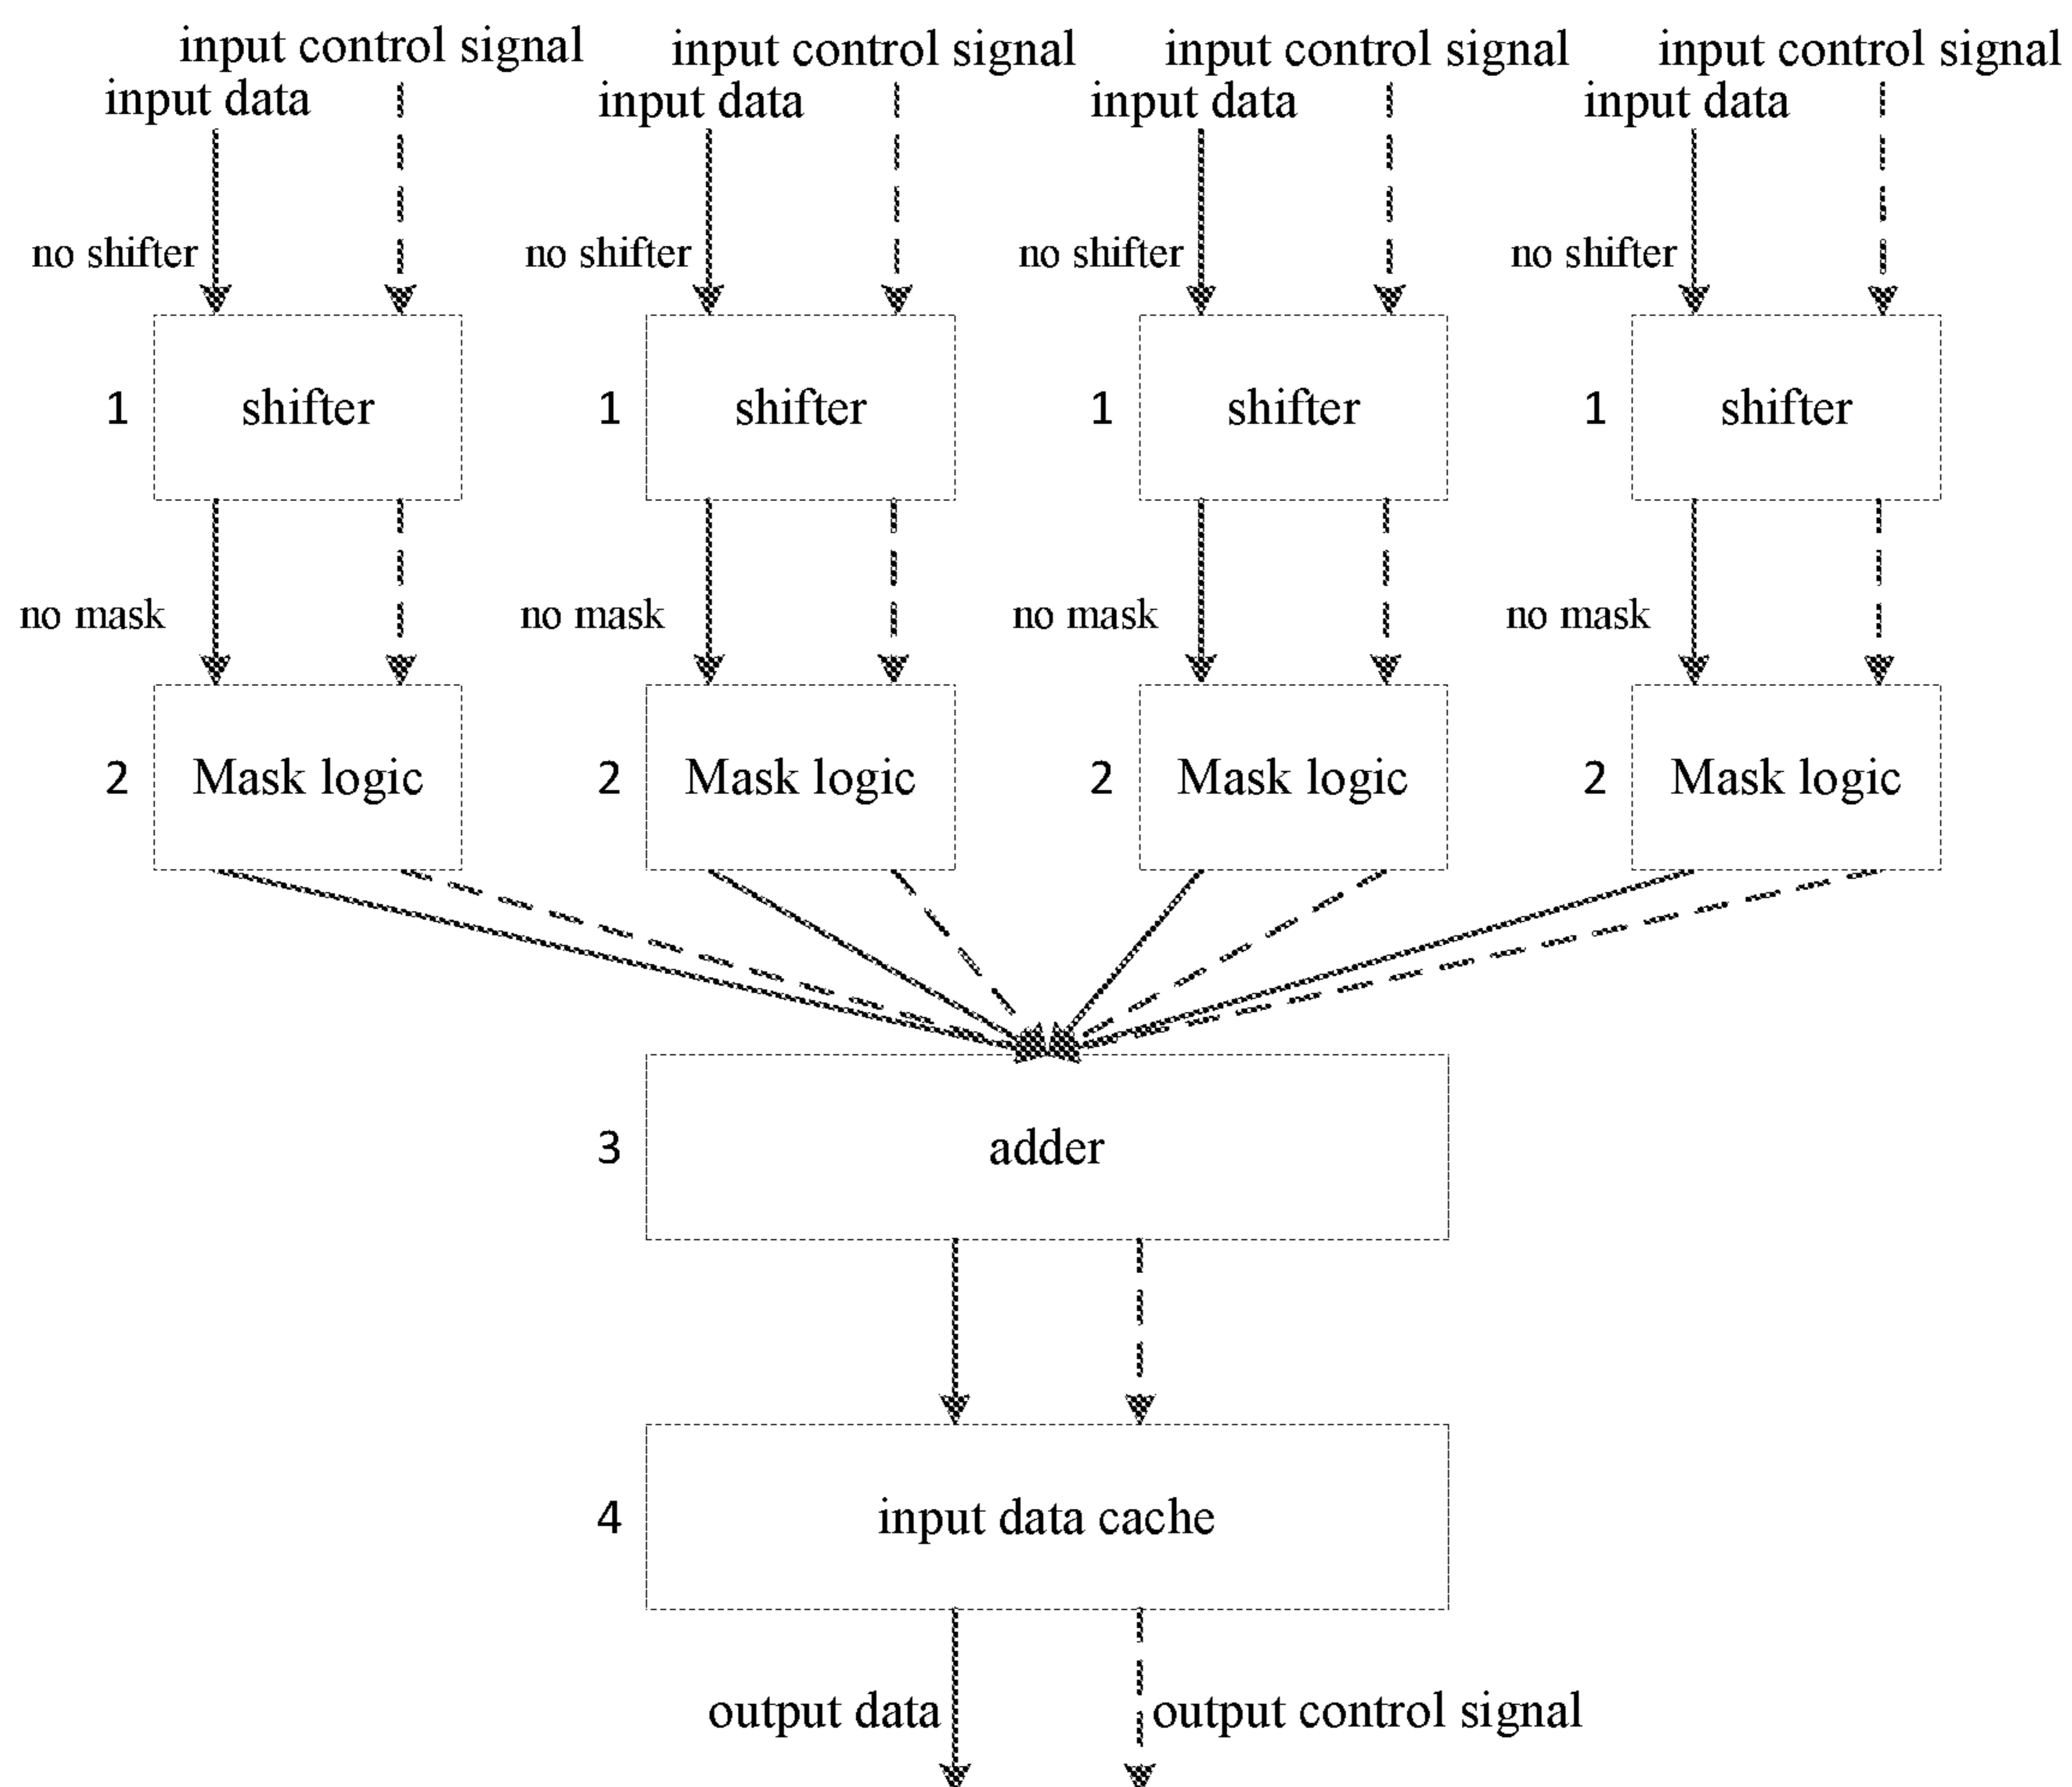 input control signal input control signal input control signal input control signal
input data input data input data input data
no shifter no shifter no shifter no shifter
1 shifter 1 shifter 1 shifter 1 shifter
no mask no mask no mask no mask
2 Mask logic 2 Mask logic 2 Mask logic 2 Mask logic
3 adder
4 input data cache
output data output control signal